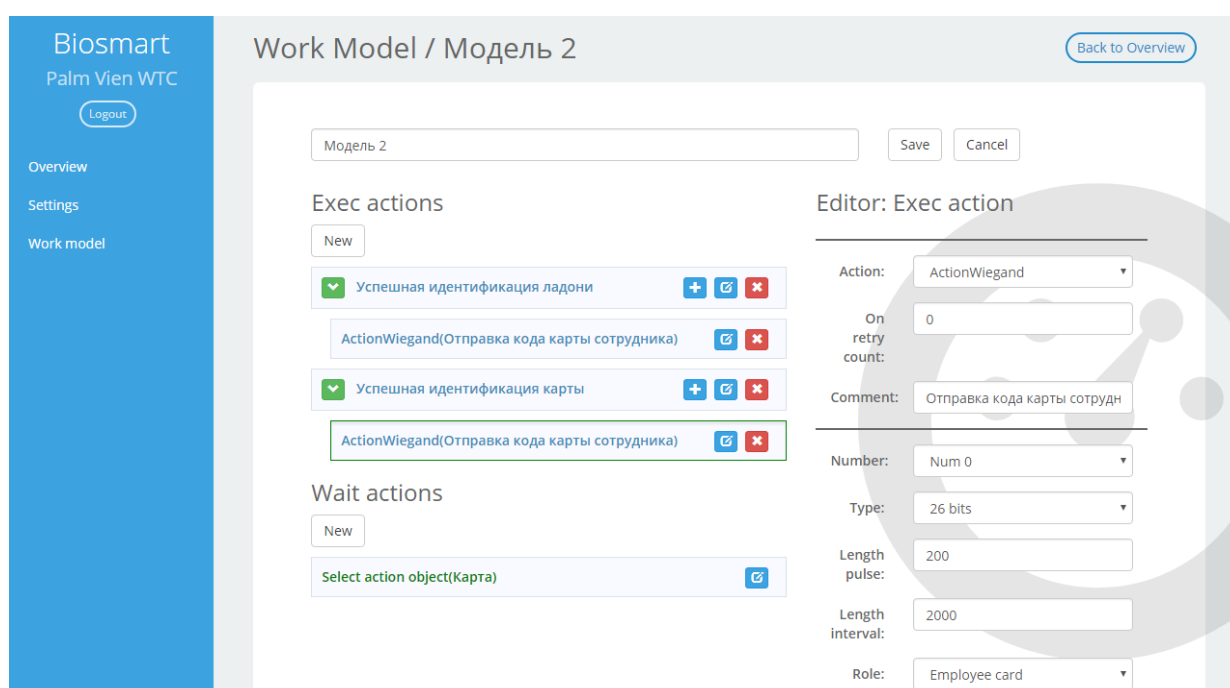 Biosmart
Palm Vien WTC
Logout
Overview
Settings
Work model
Work Model / Модель 2
Back to Overview
Модель 2
Save
Cancel
Exec actions
New
Успешная идентификация ладони
ActionWiegand(Отправка кода карты сотрудника)
Успешная идентификация карты
ActionWiegand(Отправка кода карты сотрудника)
Wait actions
New
Select action object(Карта)
Editor: Exec action
Action:
ActionWiegand
On
retry
count:
0
Comment:
Отправка кода карты сотрудн
Number:
Num 0
Type:
26 bits
Length
pulse:
200
Length
interval:
2000
Role:
Employee card